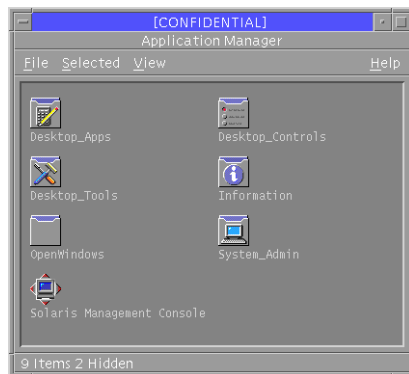 [CONFIDENTIAL]
Application Manager
File Selected View Help
Desktop_Apps Desktop_Controls
Desktop_Tools Information
OpenWindows System_Admin
Solaris Management Console
9 Items 2 Hidden